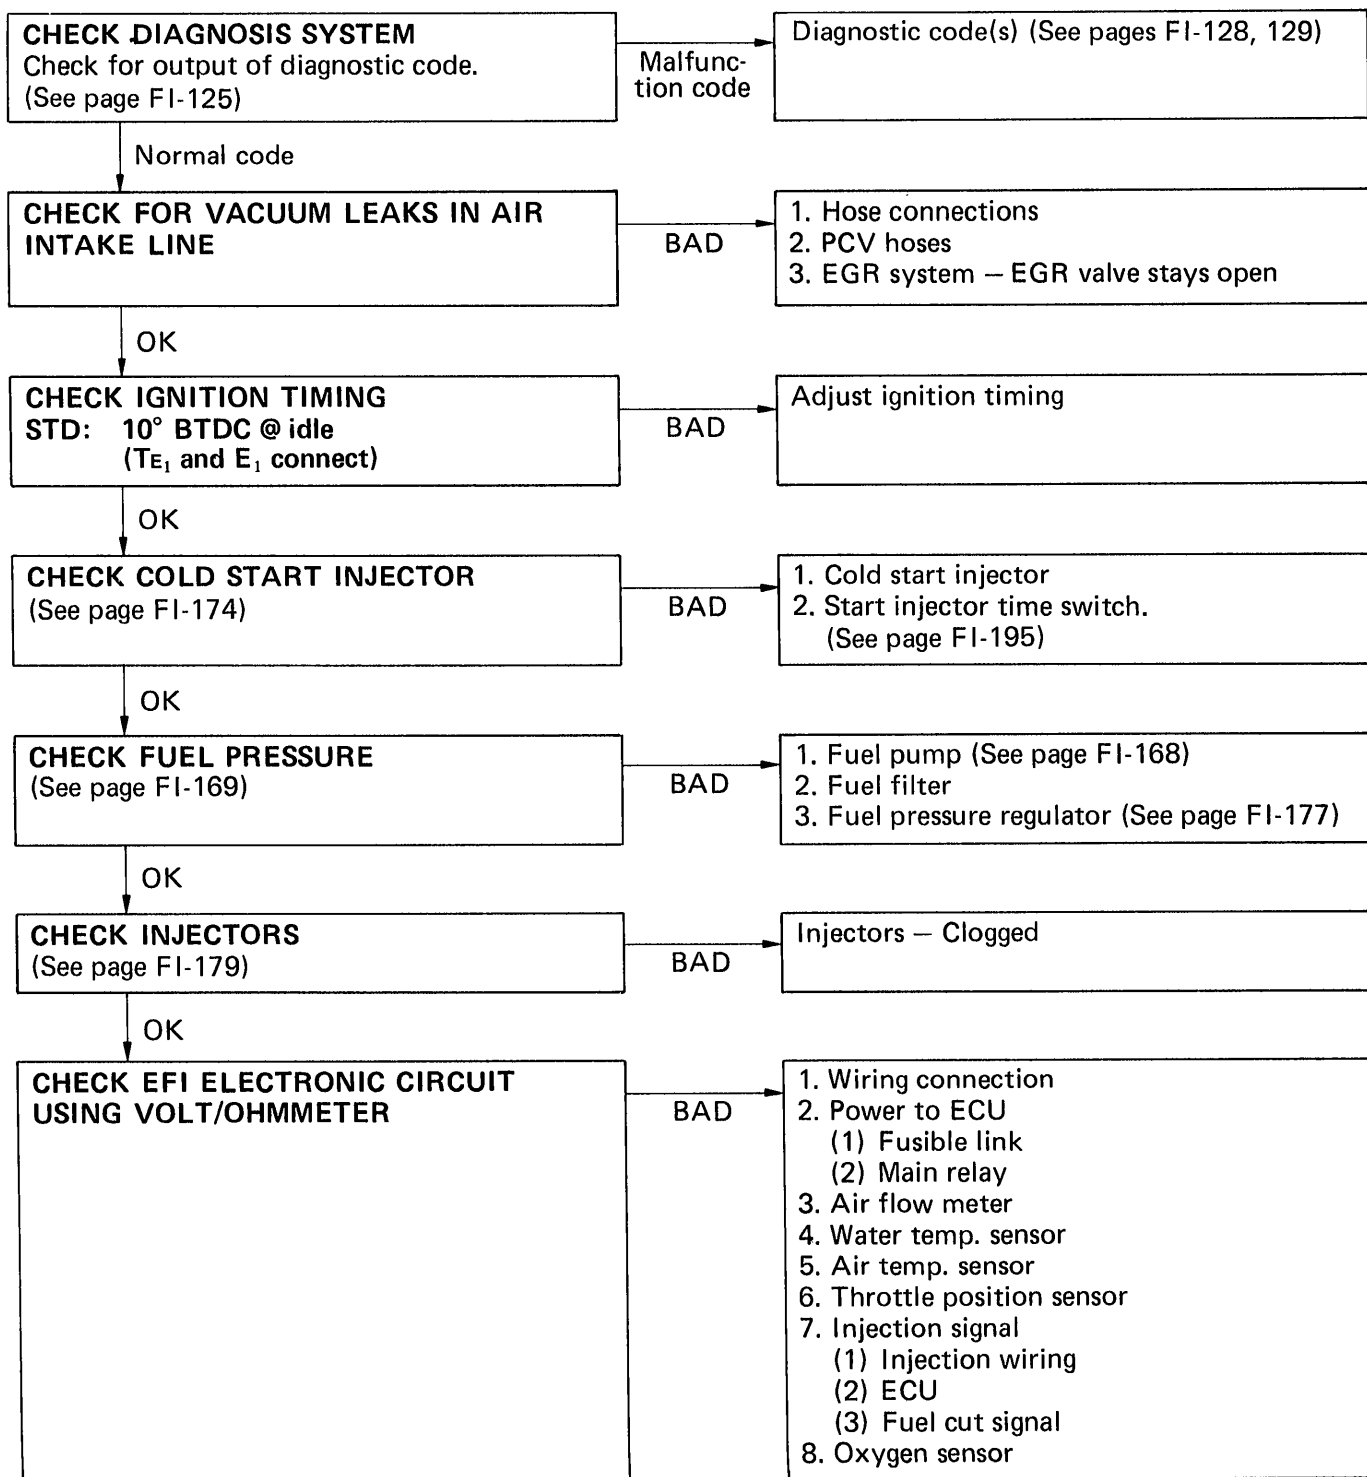 CHECK DIAGNOSIS SYSTEM
Check for output of diagnostic code.
(See page FI-125)
Malfunc-
tion code
Diagnostic code(s) (See pages FI-128, 129)
Normal code
CHECK FOR VACUUM LEAKS IN AIR
INTAKE LINE
BAD
1. Hose connections
2. PCV hoses
3. EGR system — EGR valve stays open
OK
CHECK IGNITION TIMING
STD: 10° BTDC @ idle
(TE₁ and E₁ connect)
BAD
Adjust ignition timing
OK
CHECK COLD START INJECTOR
(See page FI-174)
BAD
1. Cold start injector
2. Start injector time switch.
(See page FI-195)
OK
CHECK FUEL PRESSURE
(See page FI-169)
BAD
1. Fuel pump (See page FI-168)
2. Fuel filter
3. Fuel pressure regulator (See page FI-177)
OK
CHECK INJECTORS
(See page FI-179)
BAD
Injectors — Clogged
OK
CHECK EFI ELECTRONIC CIRCUIT
USING VOLT/OHMMETER
BAD
1. Wiring connection
2. Power to ECU
(1) Fusible link
(2) Main relay
3. Air flow meter
4. Water temp. sensor
5. Air temp. sensor
6. Throttle position sensor
7. Injection signal
(1) Injection wiring
(2) ECU
(3) Fuel cut signal
8. Oxygen sensor